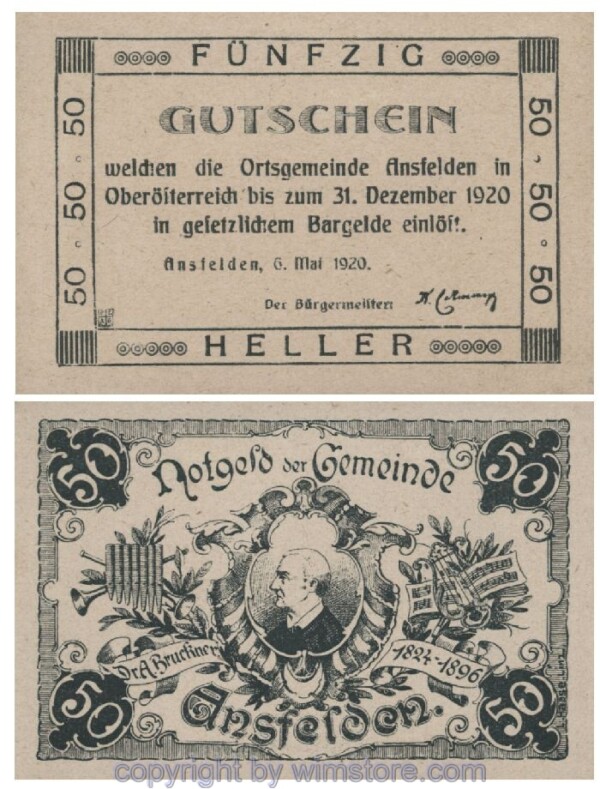 FÜNFZIG
50 50 50
50 50 50
GUTSCHEIN
welchen die Ortsgemeinde Ansfelden in
Oberösterreich bis zum 31. Dezember 1920
in gesetzlichem Bargelde einlöst.
Ansfelden, 6. Mai 1920.
Der Bürgermeister:
HELLER
50 50
Notgeld der Gemeinde
Dr. A. Bruckner
1824-1896
50 50
Ansfelden.
copyright by wimstore.com